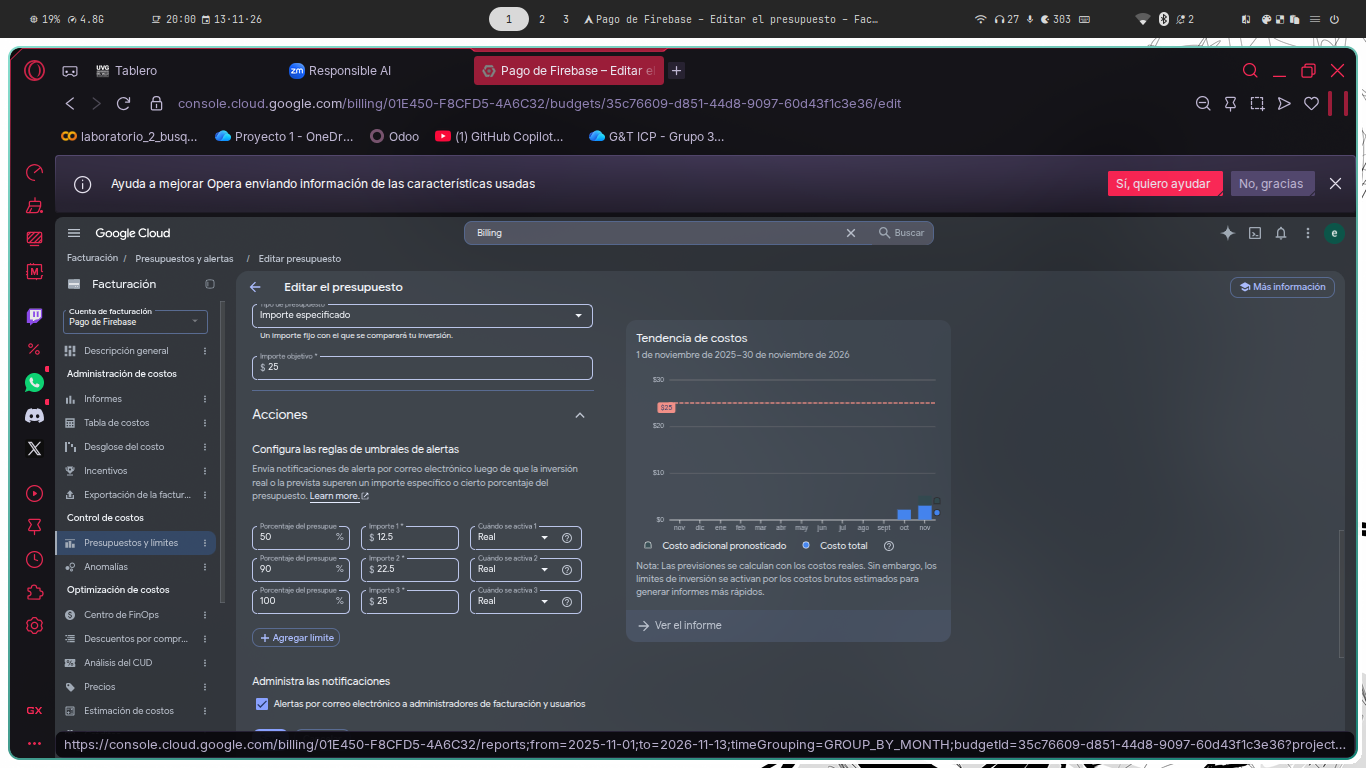 19% 4.8G 20:00 13-11-26 1 2 3 Pago de Firebase – Editar el presupuesto – Fac… 27 303 2
UVG Tablero zm Responsible AI Pago de Firebase – Editar e
console.cloud.google.com/billing/01E450-F8CFD5-4A6C32/budgets/35c76609-d851-44d8-9097-60d43f1c3e36/edit
laboratorio_2_busq... Proyecto 1 - OneDr... Odoo (1) GitHub Copilot... G&T ICP - Grupo 3...
Ayuda a mejorar Opera enviando información de las características usadas
Sí, quiero ayudar No, gracias
Google Cloud
Billing
Buscar
e
Facturación / Presupuestos y alertas / Editar presupuesto
Facturación
Cuenta de facturación
Pago de Firebase
Descripción general
Administración de costos
Informes
Tabla de costos
Desglose del costo
Incentivos
Exportación de la factur...
Control de costos
Presupuestos y límites
Anomalías
Optimización de costos
Centro de FinOps
Descuentos por compr...
Análisis del CUD
Precios
Estimación de costos
M
GX
Editar el presupuesto
Más información
Tipo de presupuesto
Importe especificado
Un importe fijo con el que se comparará tu inversión.
Importe objetivo *
$ 25
Acciones
Configura las reglas de umbrales de alertas
Envía notificaciones de alerta por correo electrónico luego de que la inversión
real o la prevista superen un importe específico o cierto porcentaje del
presupuesto. Learn more.
Porcentaje del presupue Importe 1 * Cuándo se activa 1
50 % $ 12.5 Real
Porcentaje del presupue Importe 2 * Cuándo se activa 2
90 % $ 22.5 Real
Porcentaje del presupue Importe 3 * Cuándo se activa 3
100 % $ 25 Real
+ Agregar límite
Administra las notificaciones
Alertas por correo electrónico a administradores de facturación y usuarios
Tendencia de costos
1 de noviembre de 2025–30 de noviembre de 2026
$30
$25
$20
$10
$0
nov dic ene feb mar abr may jun jul ago sept oct nov
Costo adicional pronosticado Costo total
Nota: Las previsiones se calculan con los costos reales. Sin embargo, los
límites de inversión se activan por los costos brutos estimados para
generar informes más rápidos.
Ver el informe
https://console.cloud.google.com/billing/01E450-F8CFD5-4A6C32/reports;from=2025-11-01;to=2026-11-13;timeGrouping=GROUP_BY_MONTH;budgetId=35c76609-d851-44d8-9097-60d43f1c3e36?project...